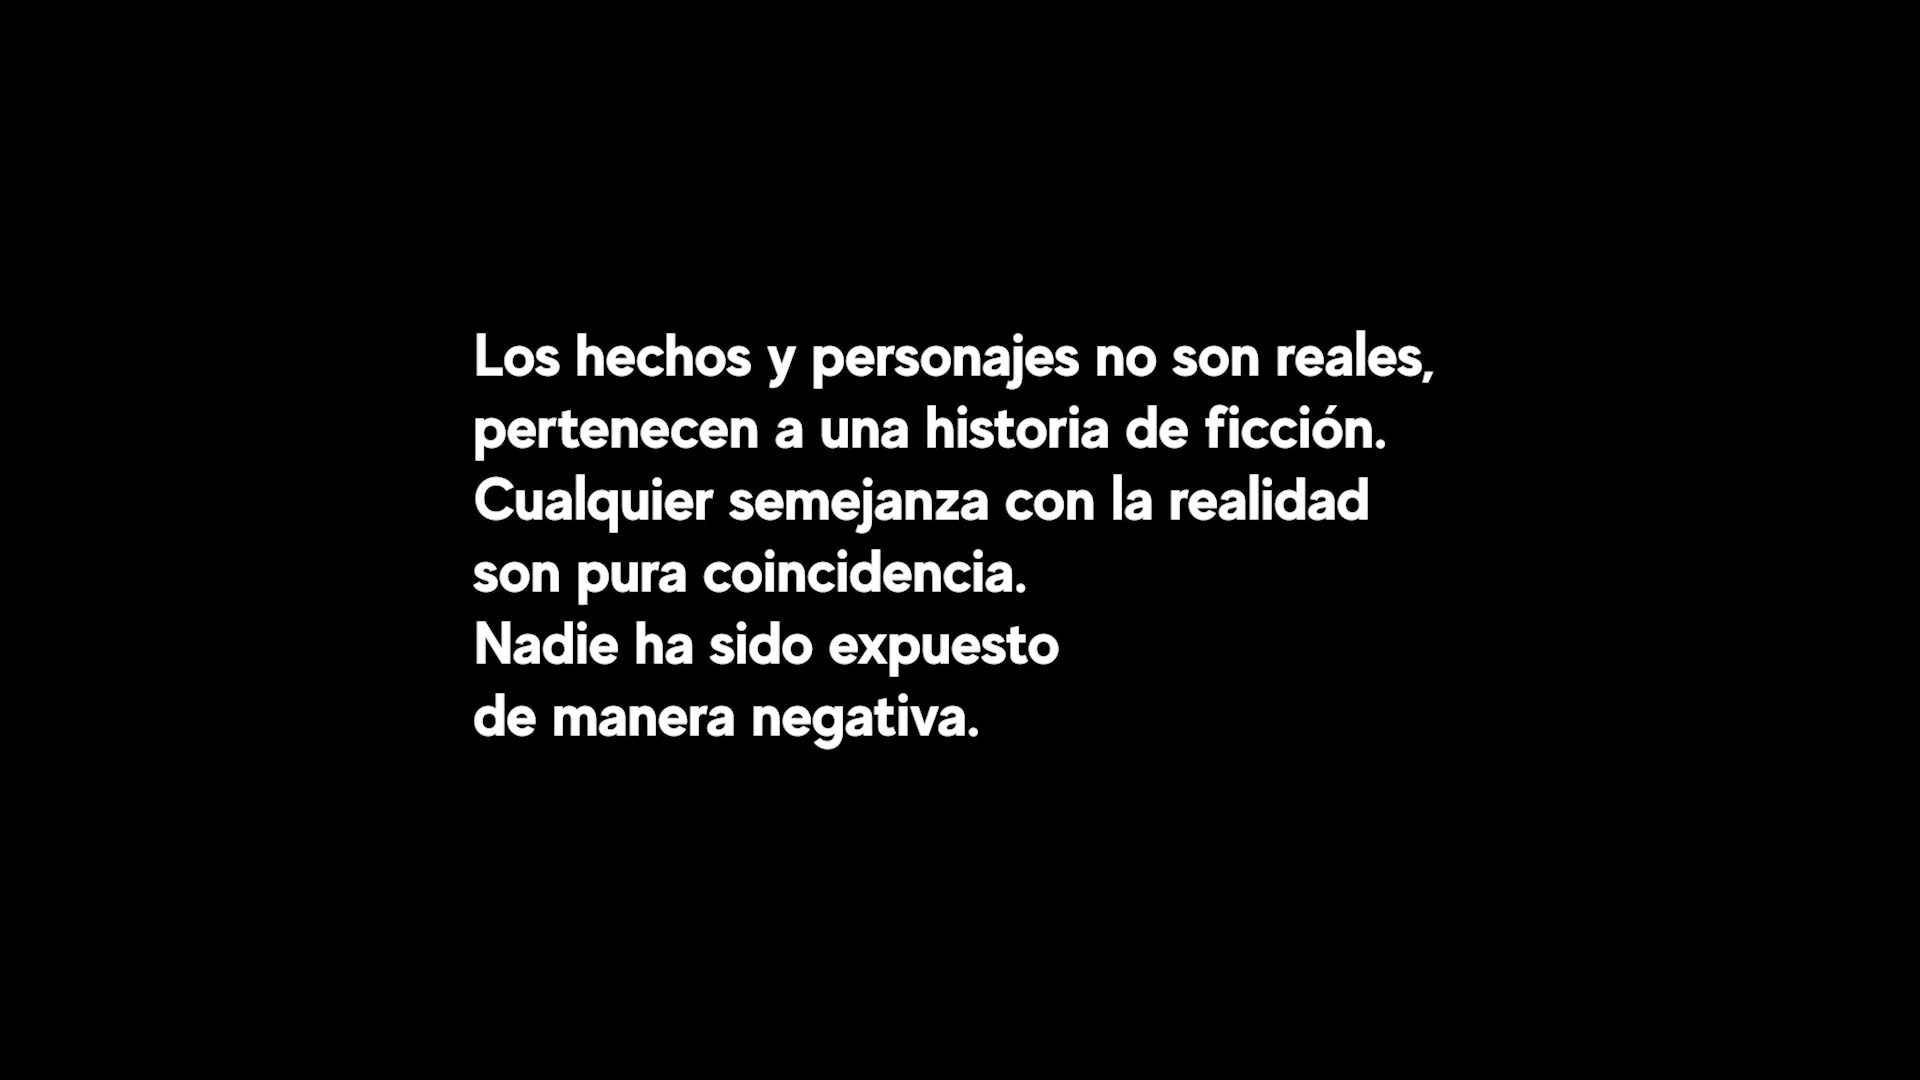 Los hechos y personajes no son reales,
pertenecen a una historia de ficción.
Cualquier semejanza con la realidad
son pura coincidencia.
Nadie ha sido expuesto
de manera negativa.